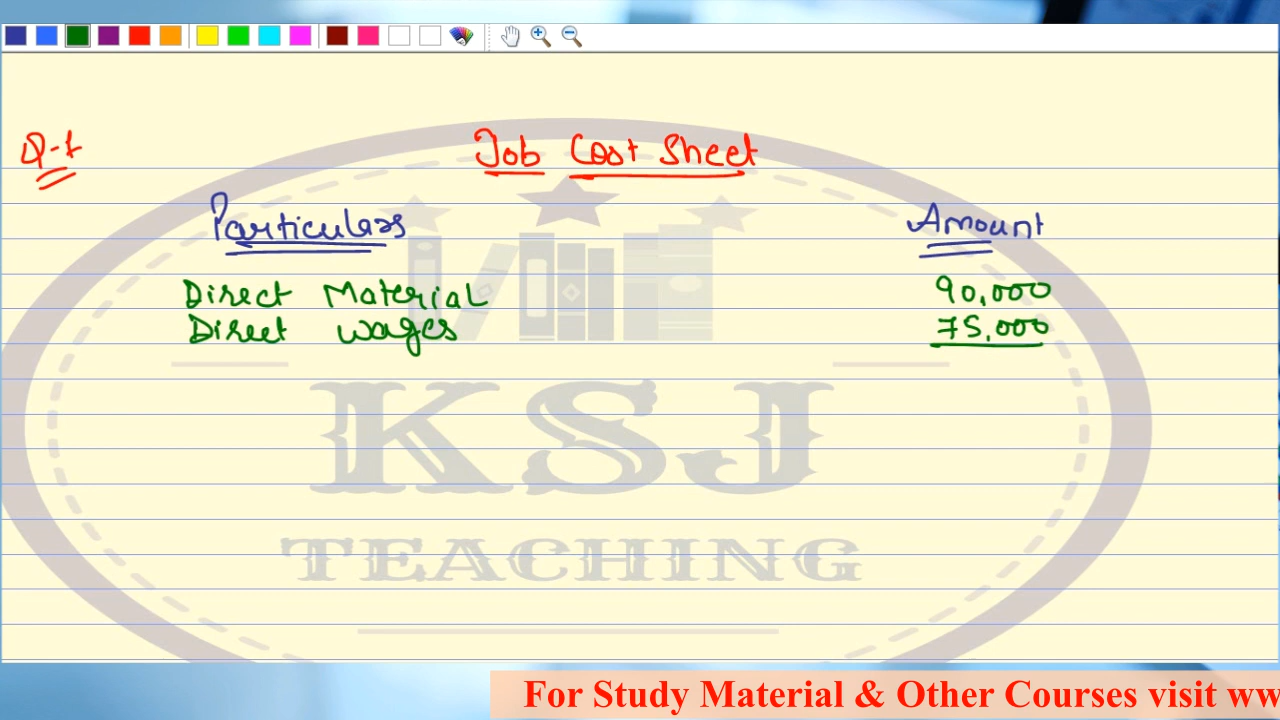 Q-1 Job Cost Sheet
Particulars Amount
Direct Material 90,000
Direct wages 75,000
KSJ
TEACHING
For Study Material & Other Courses visit ww